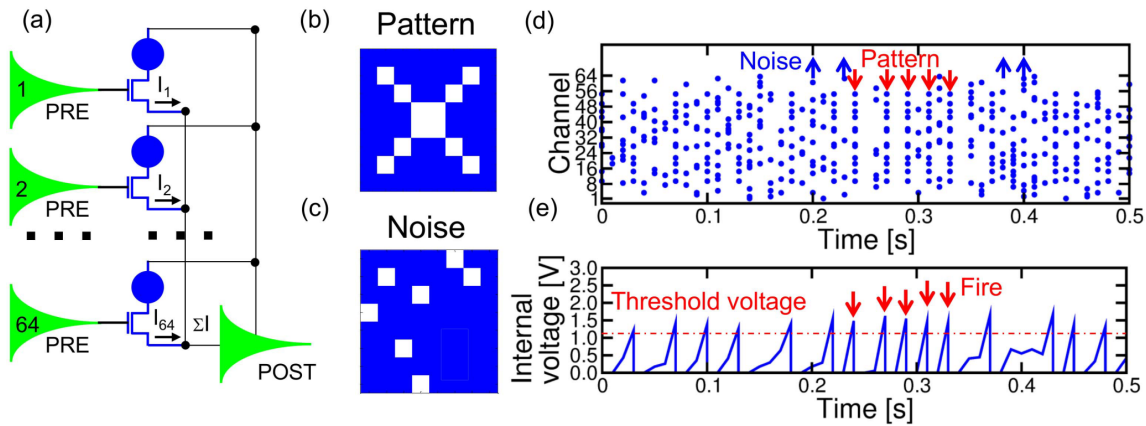 (a)
1
PRE
I1
2
PRE
I2
64
PRE
I64
ΣI
POST
(b)
Pattern
(c)
Noise
(d)
Noise
Pattern
Channel
64
56
48
40
32
24
16
8
1
0
0.1
0.2
0.3
0.4
0.5
Time [s]
(e)
Internal
voltage [V]
3.0
2.5
2.0
1.5
1.0
0.5
0
Threshold voltage
Fire
0
0.1
0.2
0.3
0.4
0.5
Time [s]